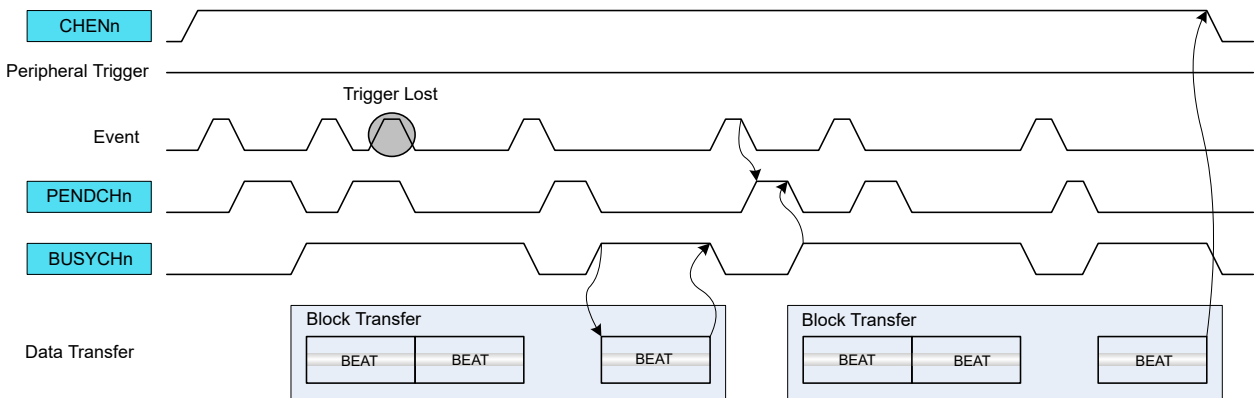 CHENn
Peripheral Trigger
Trigger Lost
Event
PENDCHn
BUSYCHn
Block Transfer
Block Transfer
Data Transfer
BEAT
BEAT
BEAT
BEAT
BEAT
BEAT